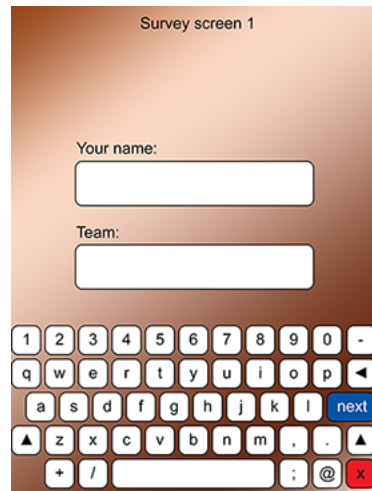 Survey screen 1
Your name:
Team:
1 2 3 4 5 6 7 8 9 0 -
q w e r t y u i o p ◄
a s d f g h j k l next
▲ z x c v b n m , . ▲
+ / ; @ x